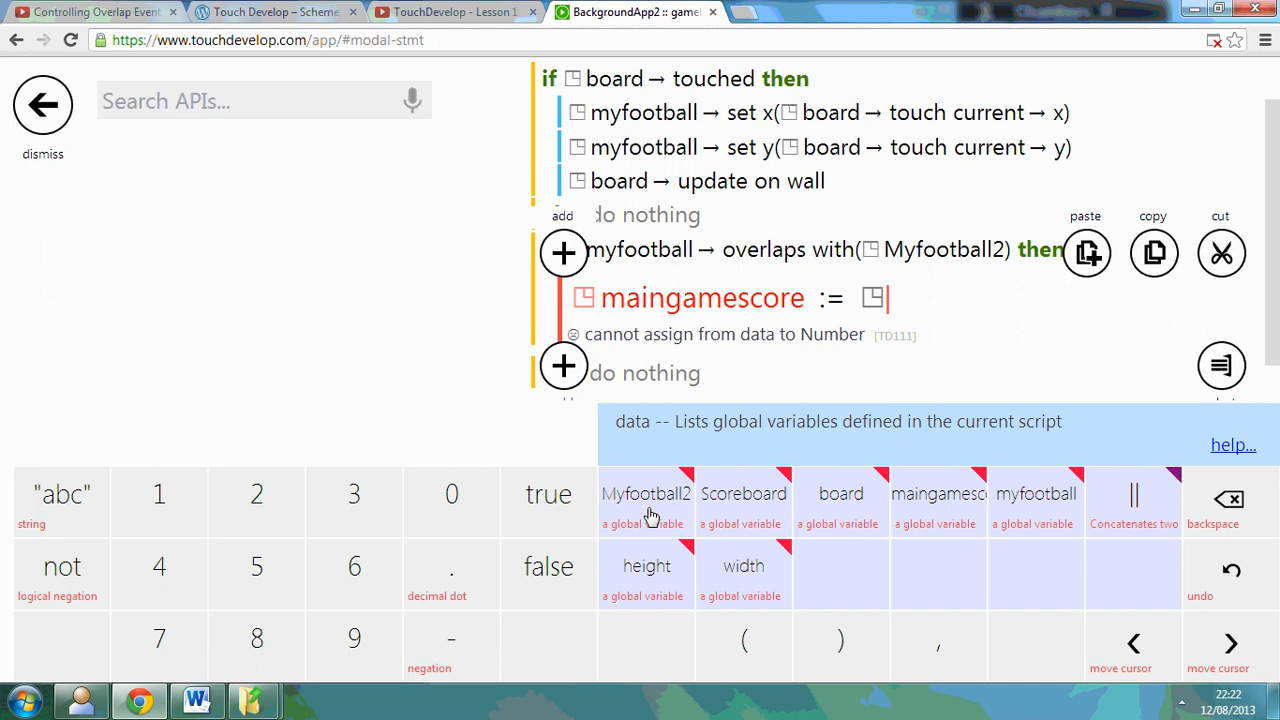 Controlling Overlap Event
Touch Develop – Scheme
TouchDevelop - Lesson 1
BackgroundApp2 :: game
https://www.touchdevelop.com/app/#modal-stmt
Search APIs...
dismiss
if board → touched then
myfootball → set x( board → touch current → x)
myfootball → set y( board → touch current → y)
board → update on wall
do nothing
add
paste
copy
cut
myfootball → overlaps with( Myfootball2) then
maingamescore :=
cannot assign from data to Number [TD111]
do nothing
data -- Lists global variables defined in the current script
help...
"abc" 1 2 3 0 true Myfootball2 Scoreboard board maingamesc myfootball ||
string a global variable a global variable a global variable a global variable a global variable Concatenates two backspace
not 4 5 6 . false height width
logical negation decimal dot a global variable a global variable undo
7 8 9 - ( ) ,
negation move cursor move cursor
22:22
12/08/2013